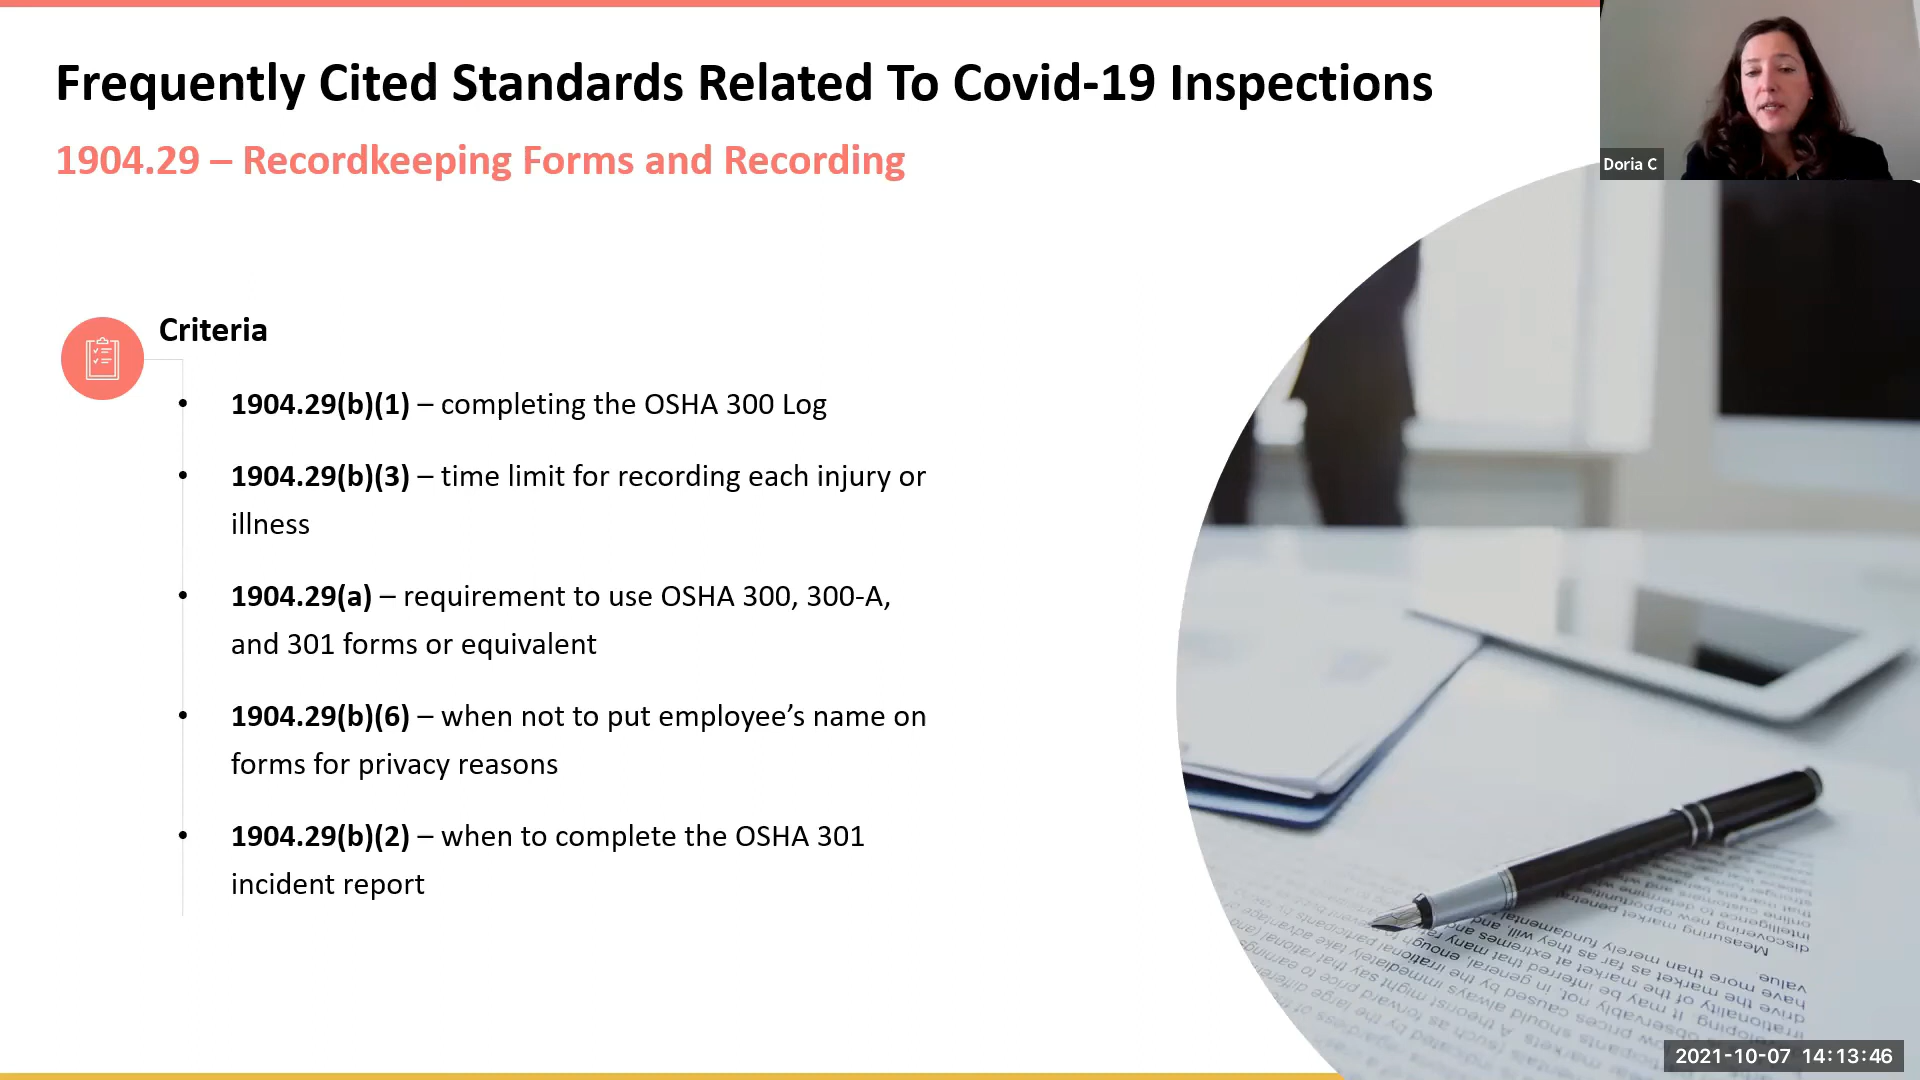 Frequently Cited Standards Related To Covid-19 Inspections
1904.29 – Recordkeeping Forms and Recording
Doria C
Criteria
• 1904.29(b)(1) – completing the OSHA 300 Log
• 1904.29(b)(3) – time limit for recording each injury or
illness
• 1904.29(a) – requirement to use OSHA 300, 300-A,
and 301 forms or equivalent
• 1904.29(b)(6) – when not to put employee’s name on
forms for privacy reasons
• 1904.29(b)(2) – when to complete the OSHA 301
incident report
2021-10-07 14:13:46